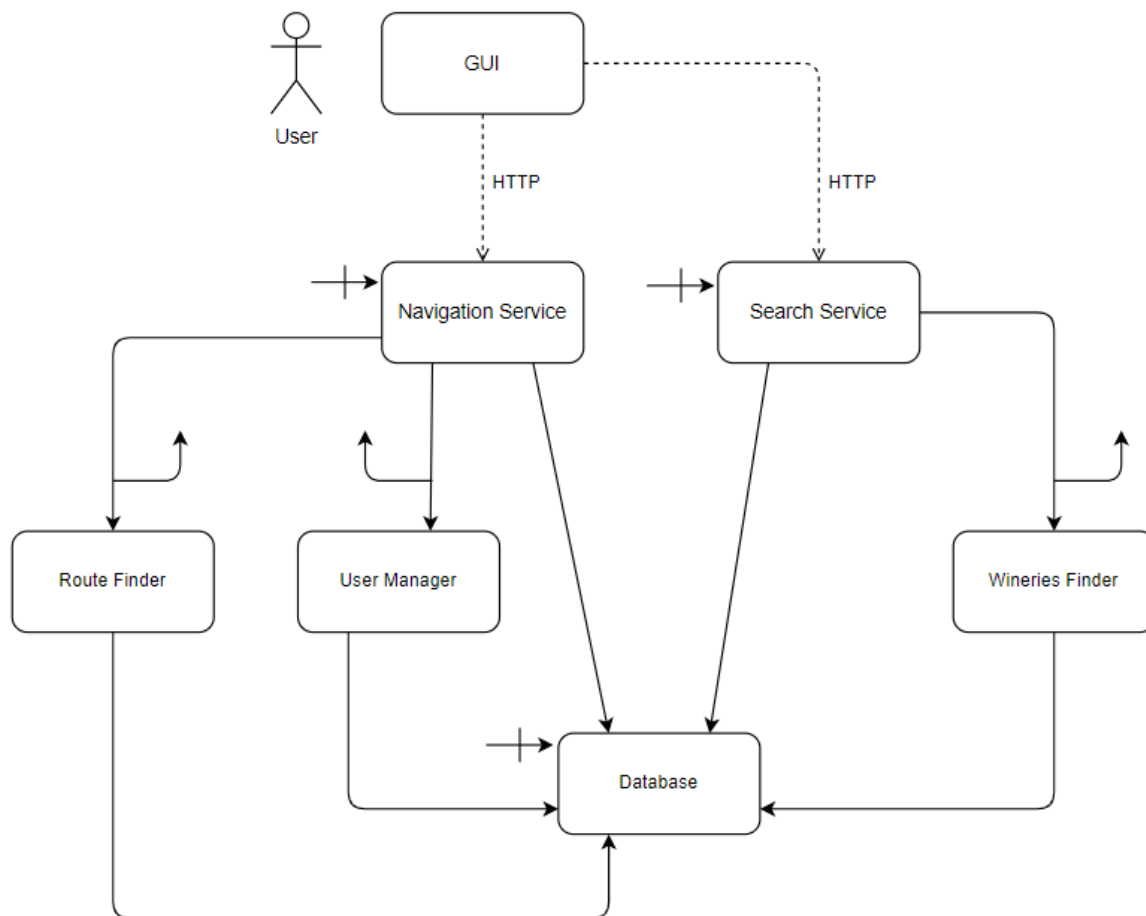 GUI
User
HTTP
HTTP
Navigation Service
Search Service
Route Finder
User Manager
Wineries Finder
Database